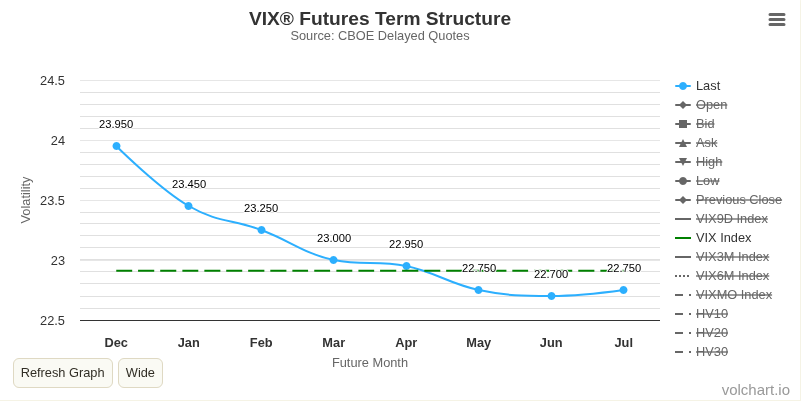 VIX® Futures Term Structure
Source: CBOE Delayed Quotes
24.5
24
23.5
23
22.5
Volatility
23.950
23.450
23.250
23.000
22.950
22.750
22.700
22.750
Dec
Jan
Feb
Mar
Apr
May
Jun
Jul
Future Month
Last
Open
Bid
Ask
High
Low
Previous Close
VIX9D Index
VIX Index
VIX3M Index
VIX6M Index
VIXMO Index
HV10
HV20
HV30
Refresh Graph
Wide
volchart.io